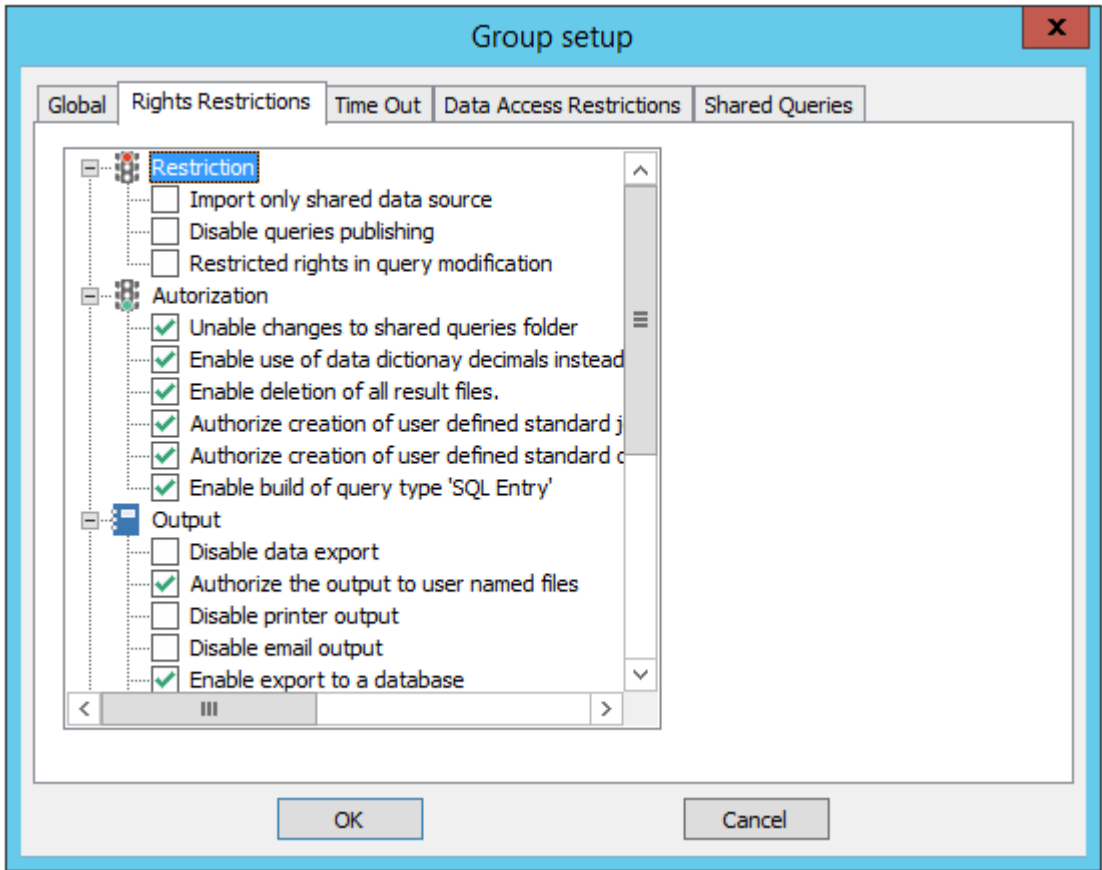 Group setup
x
Global Rights Restrictions Time Out Data Access Restrictions Shared Queries
Restriction
Import only shared data source
Disable queries publishing
Restricted rights in query modification
Autorization
Unable changes to shared queries folder
Enable use of data dictionay decimals instead
Enable deletion of all result files.
Authorize creation of user defined standard j
Authorize creation of user defined standard
Enable build of query type 'SQL Entry'
Output
Disable data export
Authorize the output to user named files
Disable printer output
Disable email output
Enable export to a database
OK Cancel